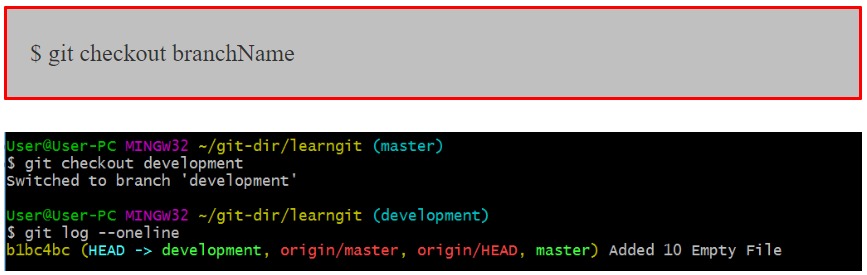 $ git checkout branchName
User@User-PC MINGW32 ~/git-dir/learngit (master)
$ git checkout development
Switched to branch 'development'
User@User-PC MINGW32 ~/git-dir/learngit (development)
$ git log --oneline
b1bc4bc (HEAD -> development, origin/master, origin/HEAD, master) Added 10 Empty File